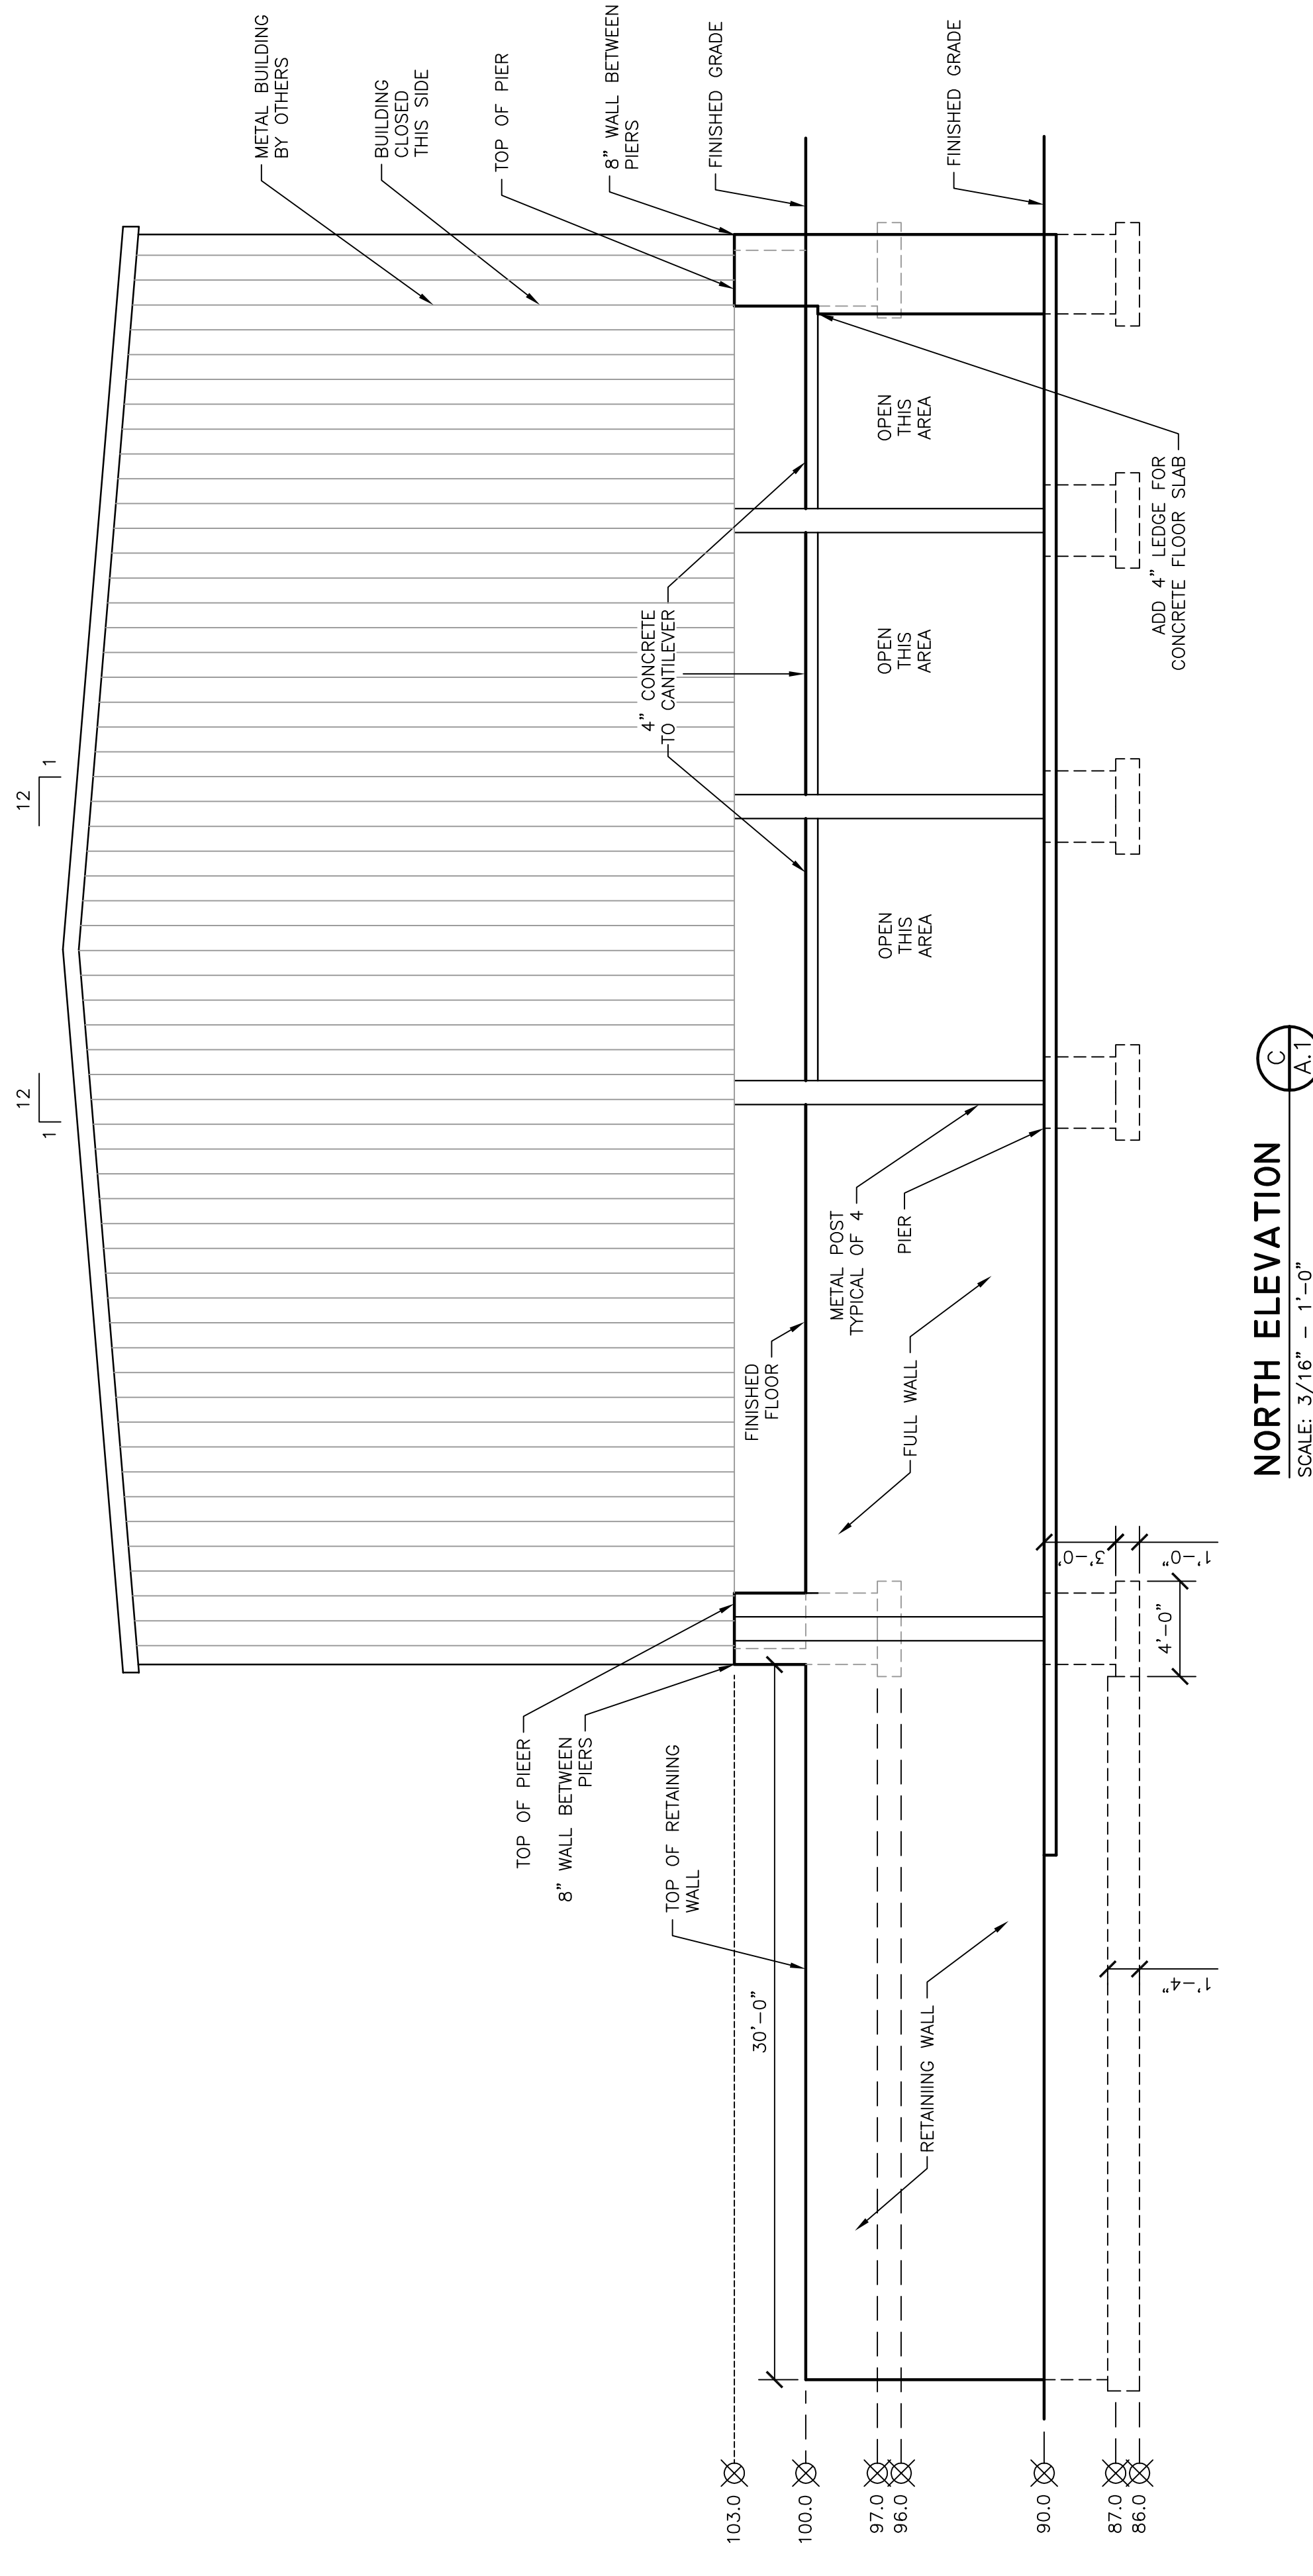 12
1
12
1
METAL BUILDING
BY OTHERS
BUILDING
CLOSED
THIS SIDE
TOP OF PIER
8" WALL BETWEEN
PIERS
FINISHED GRADE
FINISHED GRADE
TOP OF PIEER
8" WALL BETWEEN
PIERS
TOP OF RETAINING
WALL
4" CONCRETE
TO CANTILEVER
FINISHED
FLOOR
30'-0"
METAL POST
TYPICAL OF 4
PIER
FULL WALL
OPEN
THIS
AREA
OPEN
THIS
AREA
OPEN
THIS
AREA
RETAINIING WALL
ADD 4" LEDGE FOR
CONCRETE FLOOR SLAB
3'-0"
1'-0"
4'-0"
1'-4"
103.0
100.0
97.0
96.0
90.0
87.0
86.0
NORTH ELEVATION
SCALE: 3/16" - 1'-0"
C
A.1